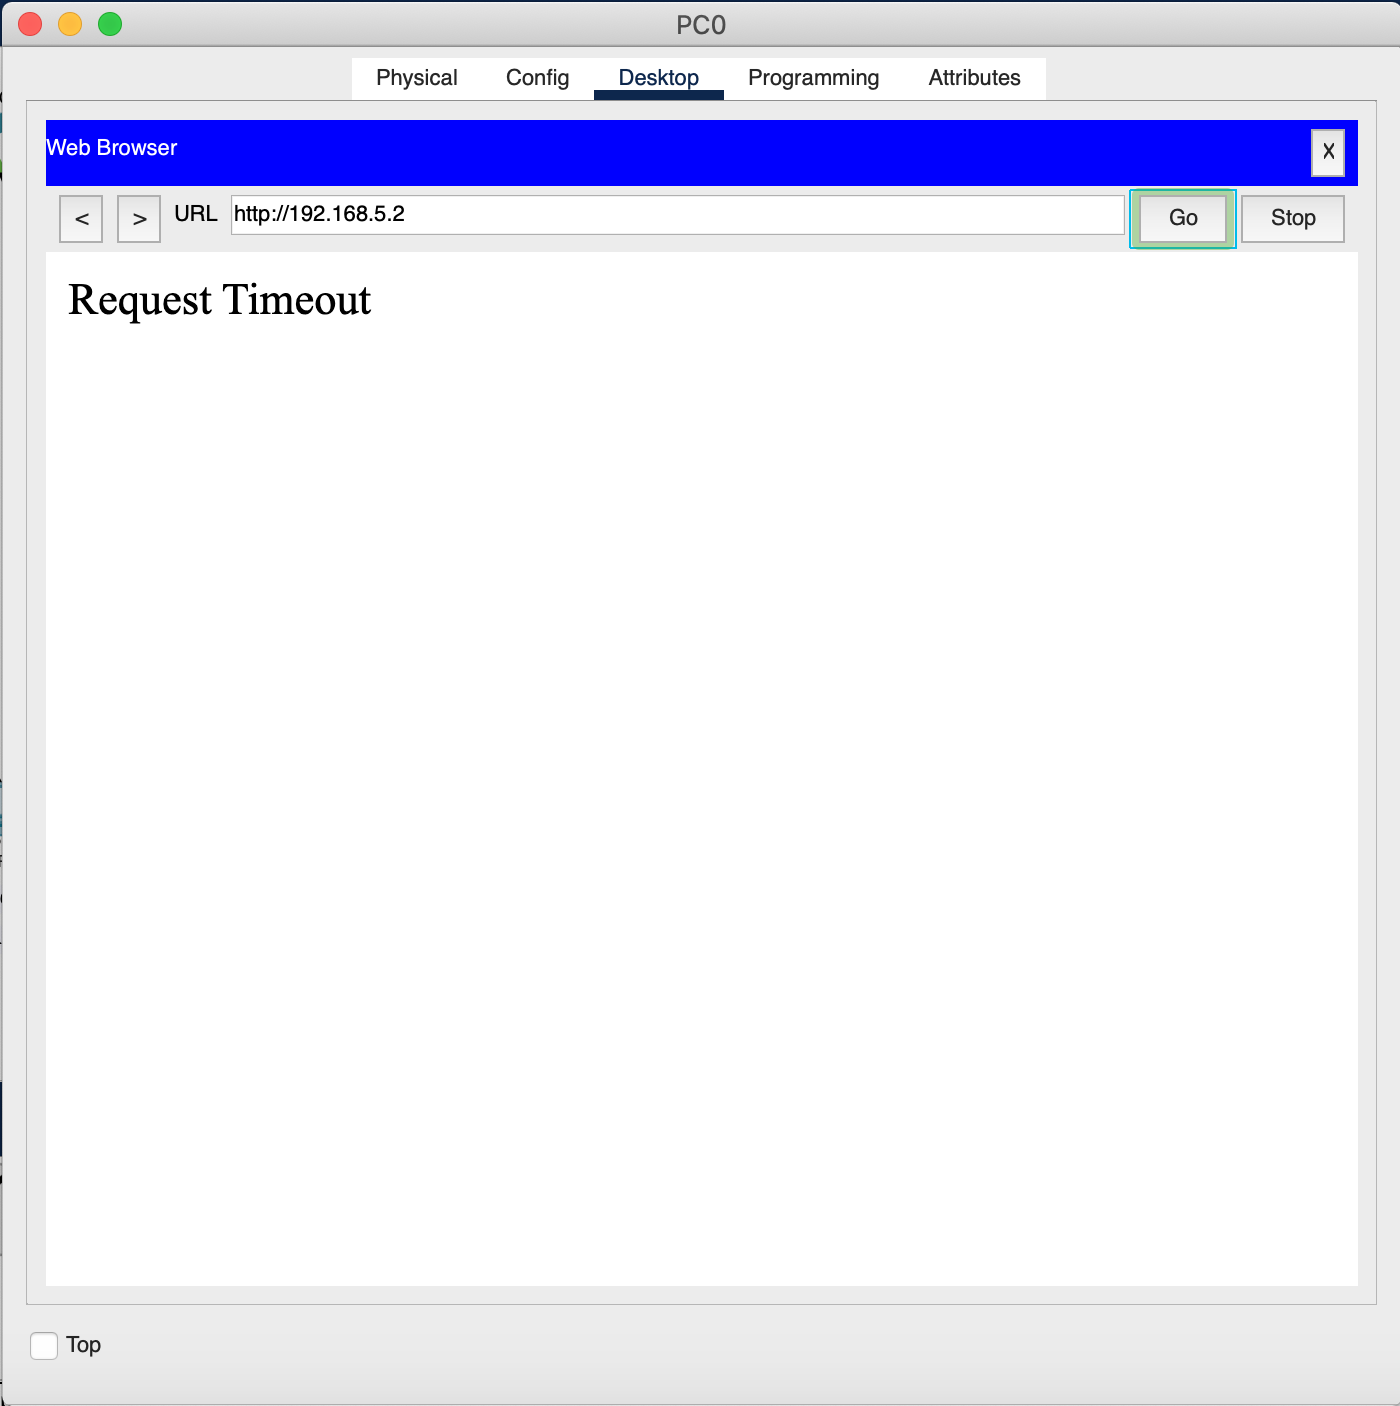 PC0
Physical Config Desktop Programming Attributes
Web Browser X
< > URL http://192.168.5.2 Go Stop
Request Timeout
Top